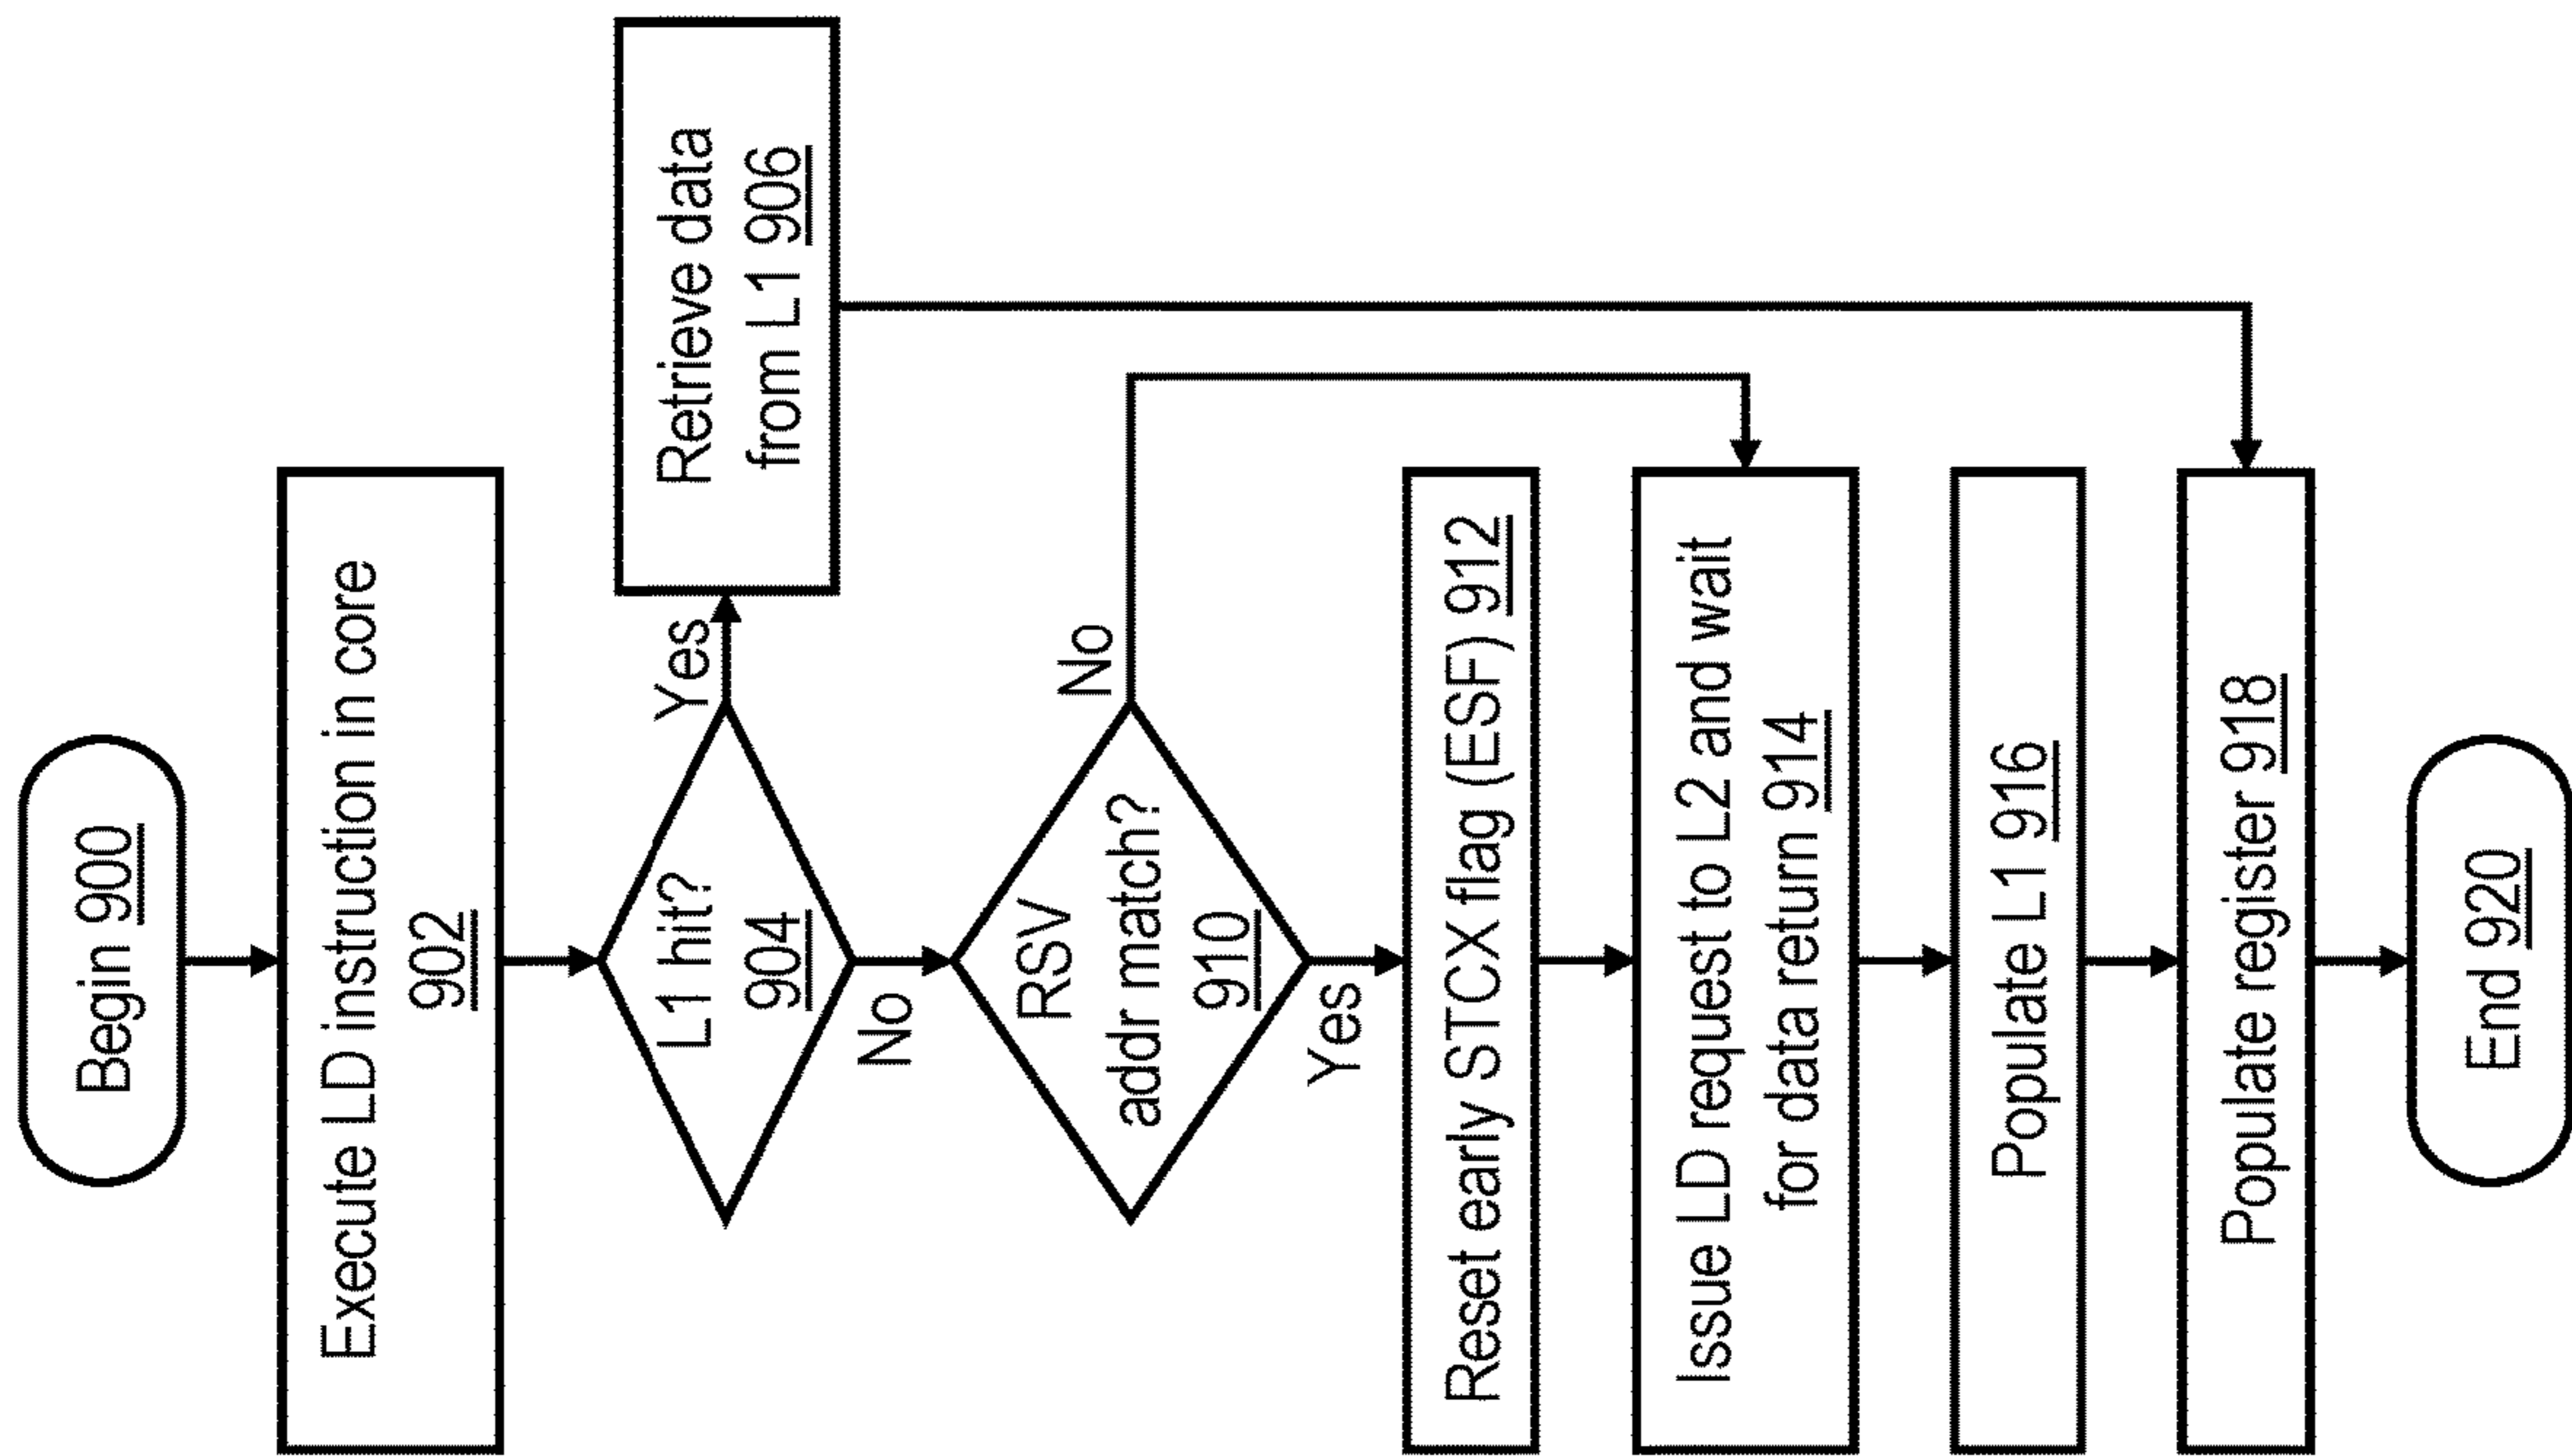 Begin 900
Execute LD instruction in core
902
L1 hit?
904
Yes
No
Retrieve data
from L1 906
RSV
addr match?
910
No
Yes
Reset early STCX flag (ESF) 912
Issue LD request to L2 and wait
for data return 914
Populate L1 916
Populate register 918
End 920